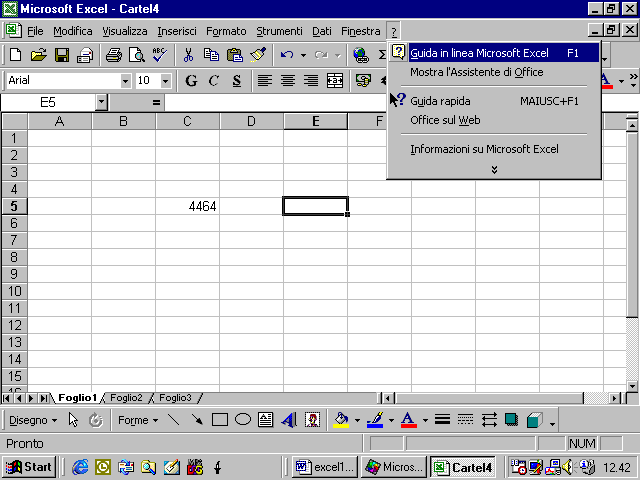 Microsoft Excel - Cartel4
File Modifica Visualizza Inserisci Formato Strumenti Dati Finestra ?
Guida in linea Microsoft Excel F1
Mostra l'Assistente di Office
Guida rapida MAIUSC+F1
Office sul Web
Informazioni su Microsoft Excel
Arial 10 G C S
E5 =
A B C D E F
1
2
3
4
5 4464
6
7
8
9
10
11
12
13
14
15
Foglio1 Foglio2 Foglio3
Disegno Forme
Pronto NUM
Start excel1... Micros... Cartel4 12.42